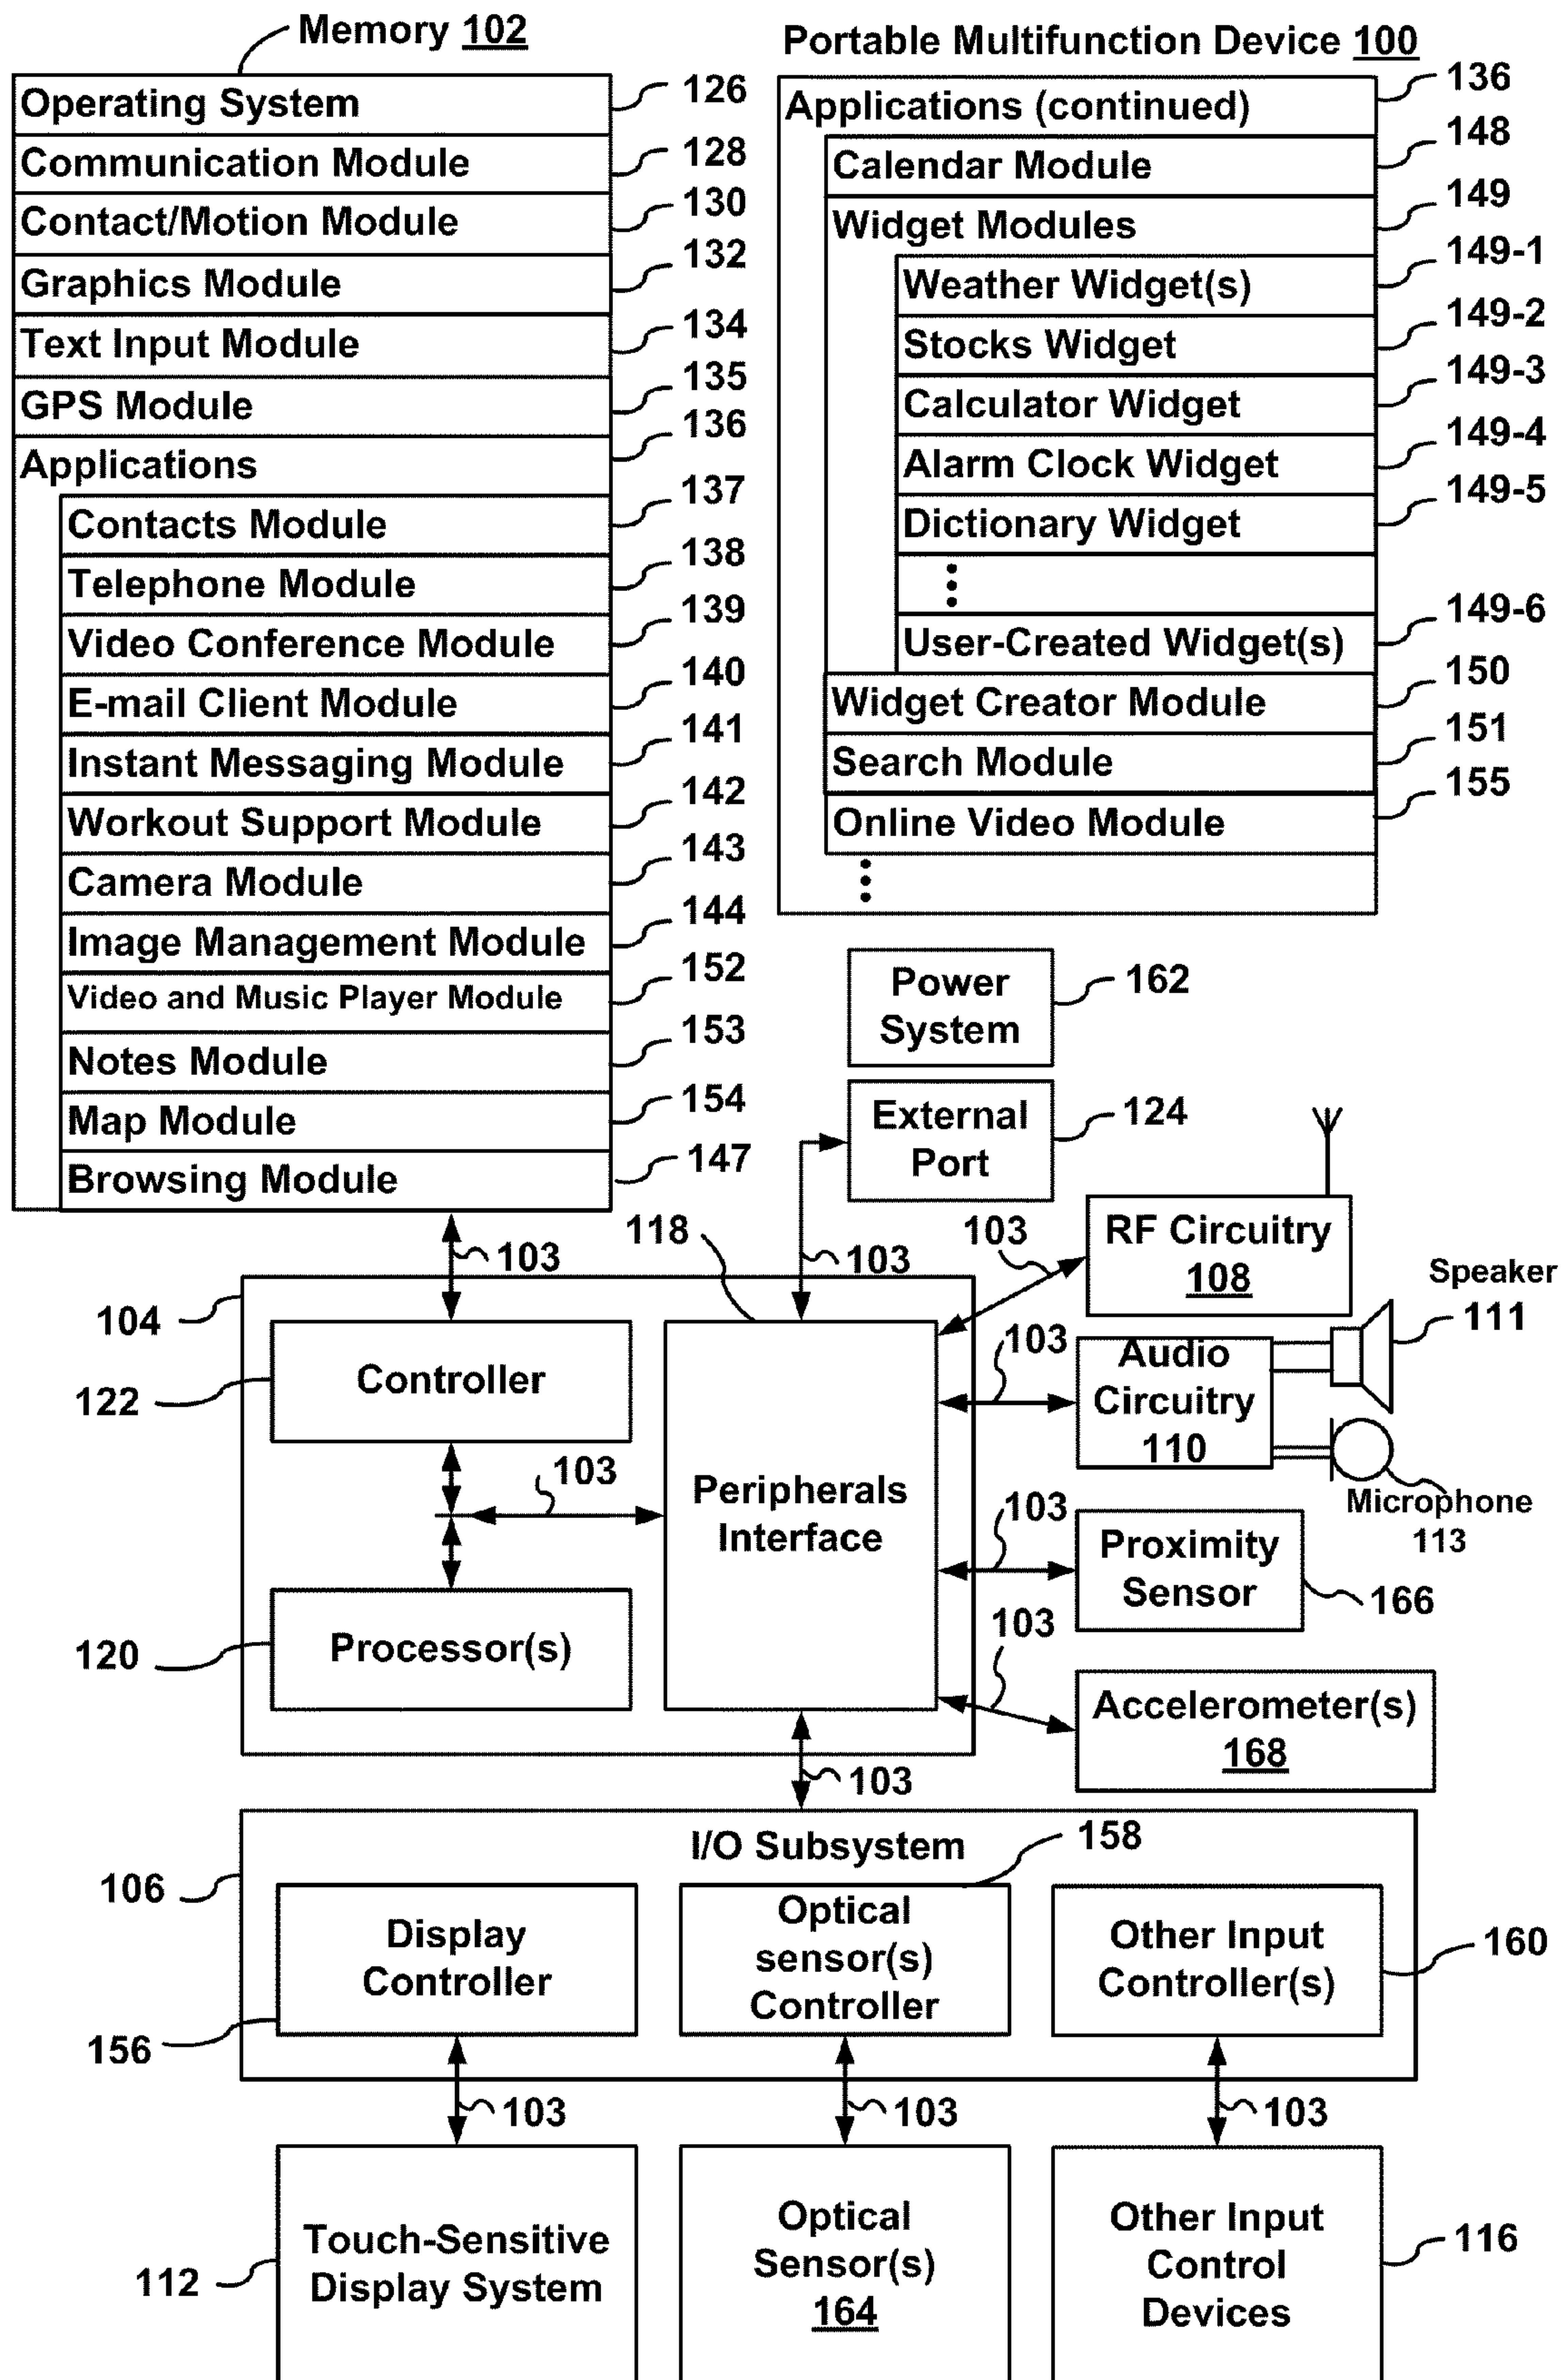 Memory 102
Operating System
126
Communication Module
128
Contact/Motion Module
130
Graphics Module
132
Text Input Module
134
GPS Module
135
Applications
136
Contacts Module
137
Telephone Module
138
Video Conference Module
139
E-mail Client Module
140
Instant Messaging Module
141
Workout Support Module
142
Camera Module
143
Image Management Module
144
Video and Music Player Module
152
Notes Module
153
Map Module
154
Browsing Module
147
Portable Multifunction Device 100
Applications (continued)
136
Calendar Module
148
Widget Modules
149
Weather Widget(s)
149-1
Stocks Widget
149-2
Calculator Widget
149-3
Alarm Clock Widget
149-4
Dictionary Widget
149-5
User-Created Widget(s)
149-6
Widget Creator Module
150
Search Module
151
Online Video Module
155
Power
System
162
External
Port
124
103
118
103
103
RF Circuitry
108
Speaker
111
104
Controller
122
103
Audio
Circuitry
110
103
Peripherals
Interface
Microphone
113
103
Proximity
Sensor
166
Processor(s)
120
103
Accelerometer(s)
168
103
I/O Subsystem
158
106
Display
Controller
156
Optical
sensor(s)
Controller
Other Input
Controller(s)
160
103
103
103
Touch-Sensitive
Display System
112
Optical
Sensor(s)
164
Other Input
Control
Devices
116